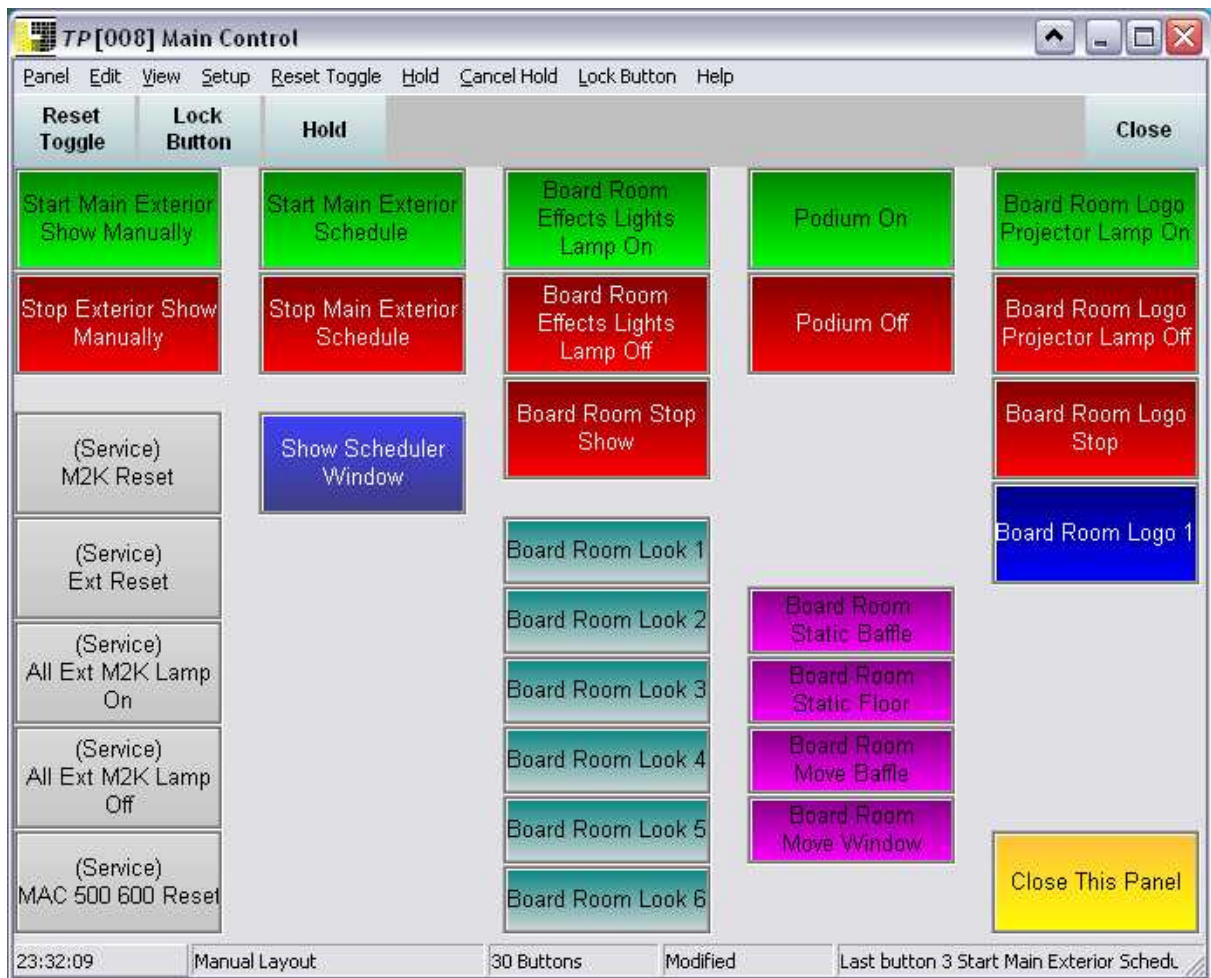 TP [008] Main Control
Panel Edit View Setup Reset Toggle Hold Cancel Hold Lock Button Help
Reset
Toggle
Lock
Button
Hold
Close
Start Main Exterior
Show Manually
Start Main Exterior
Schedule
Board Room
Effects Lights
Lamp On
Podium On
Board Room Logo
Projector Lamp On
Stop Exterior Show
Manually
Stop Main Exterior
Schedule
Board Room
Effects Lights
Lamp Off
Podium Off
Board Room Logo
Projector Lamp Off
(Service)
M2K Reset
Show Scheduler
Window
Board Room Stop
Show
Board Room Logo
Stop
(Service)
Ext Reset
Board Room Look 1
Board Room Logo 1
(Service)
All Ext M2K Lamp
On
Board Room Look 2
Board Room
Static Baffle
Board Room Look 3
Board Room
Static Floor
(Service)
All Ext M2K Lamp
Off
Board Room Look 4
Board Room
Move Baffle
Board Room Look 5
Board Room
Move Window
(Service)
MAC 500 600 Reset
Board Room Look 6
Close This Panel
23:32:09
Manual Layout
30 Buttons
Modified
Last button 3 Start Main Exterior Schedu